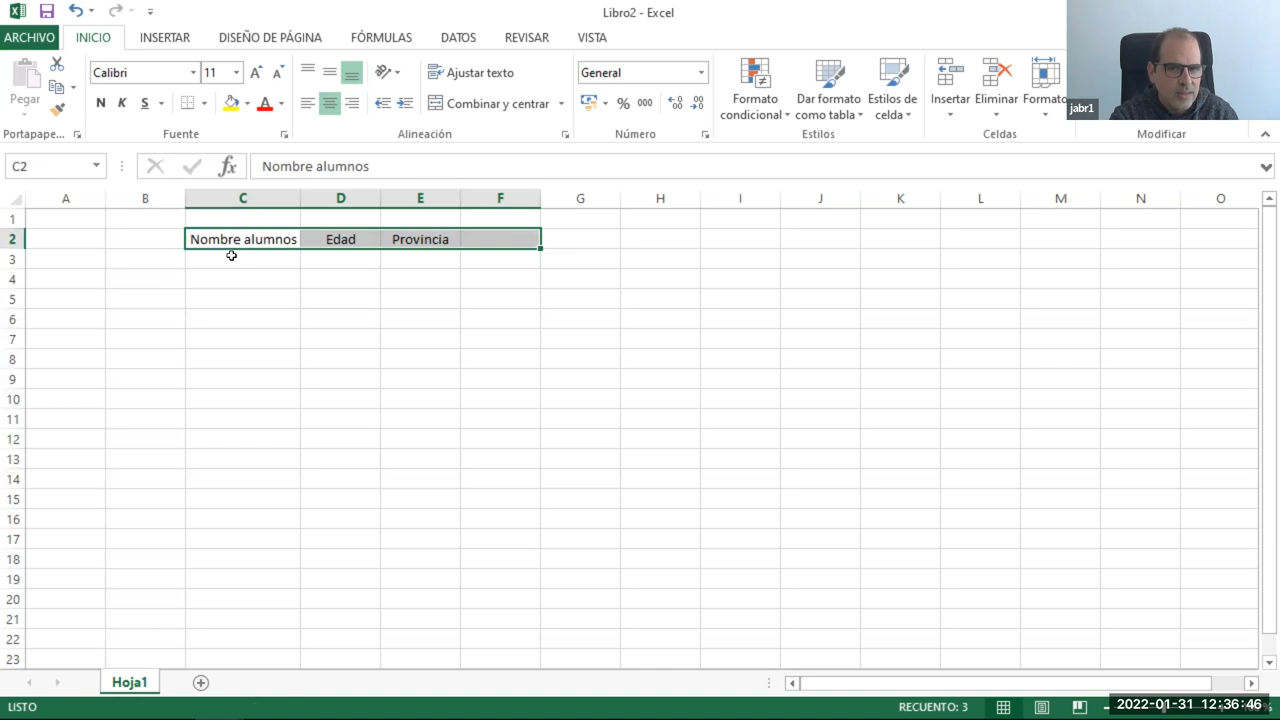 Libro2 - Excel
ARCHIVO INICIO INSERTAR DISEÑO DE PÁGINA FÓRMULAS DATOS REVISAR VISTA
Pegar
Calibri 11
N K S
Ajustar texto
Combinar y centrar
General
% 000
Formato condicional
Dar formato como tabla
Estilos de celda
Insertar
Eliminar
Formato
jabr1
Portapape... Fuente Alineación Número Estilos Celdas Modificar
C2 fx Nombre alumnos
A B C D E F G H I J K L M N O
1
2 Nombre alumnos Edad Provincia
3
4
5
6
7
8
9
10
11
12
13
14
15
16
17
18
19
20
21
22
23
Hoja1
LISTO RECUENTO: 3 2022-01-31 12:36:46